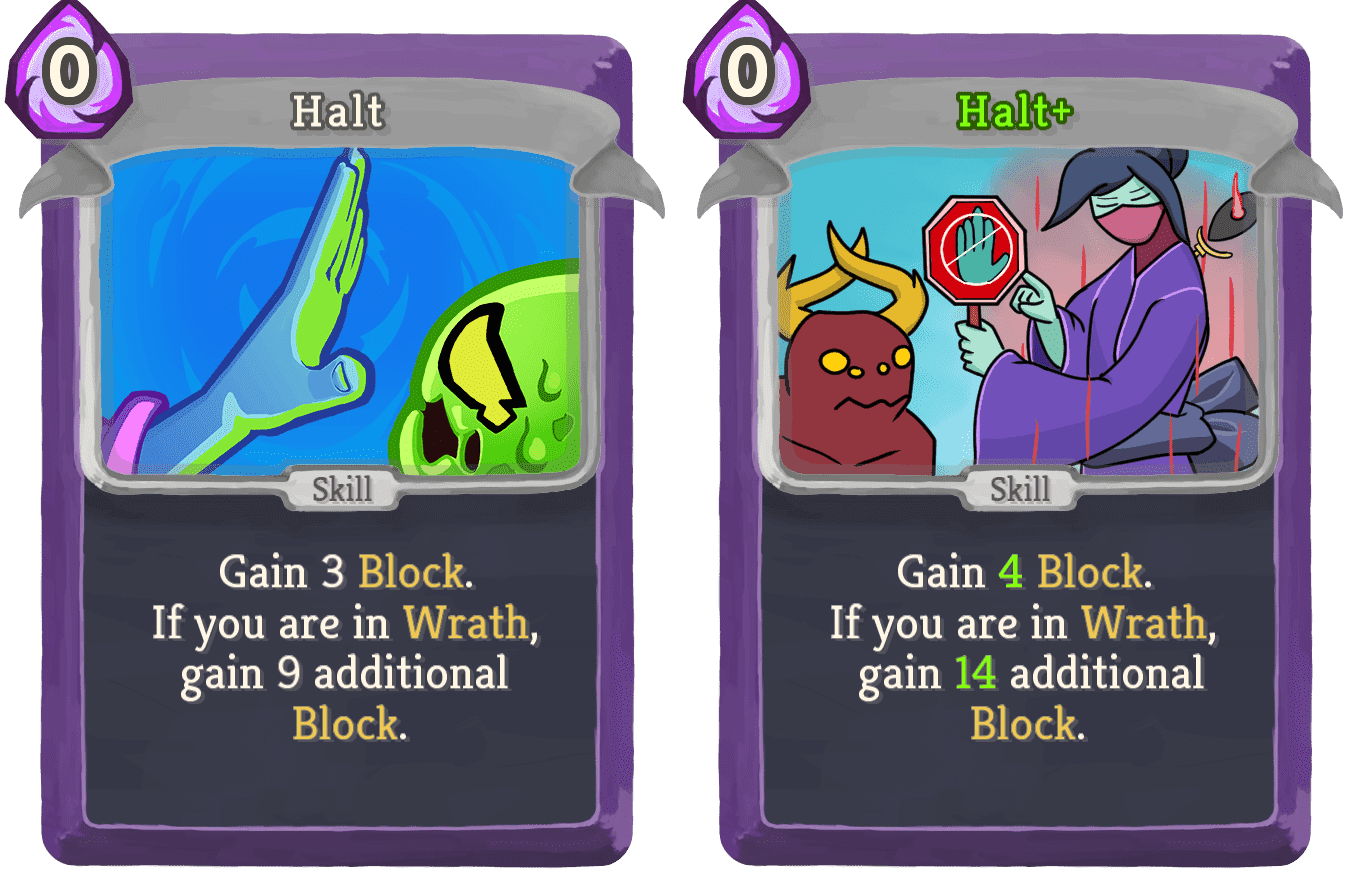 0
Halt
Skill
Gain 3 Block.
If you are in Wrath,
gain 9 additional
Block.
0
Halt+
Skill
Gain 4 Block.
If you are in Wrath,
gain 14 additional
Block.